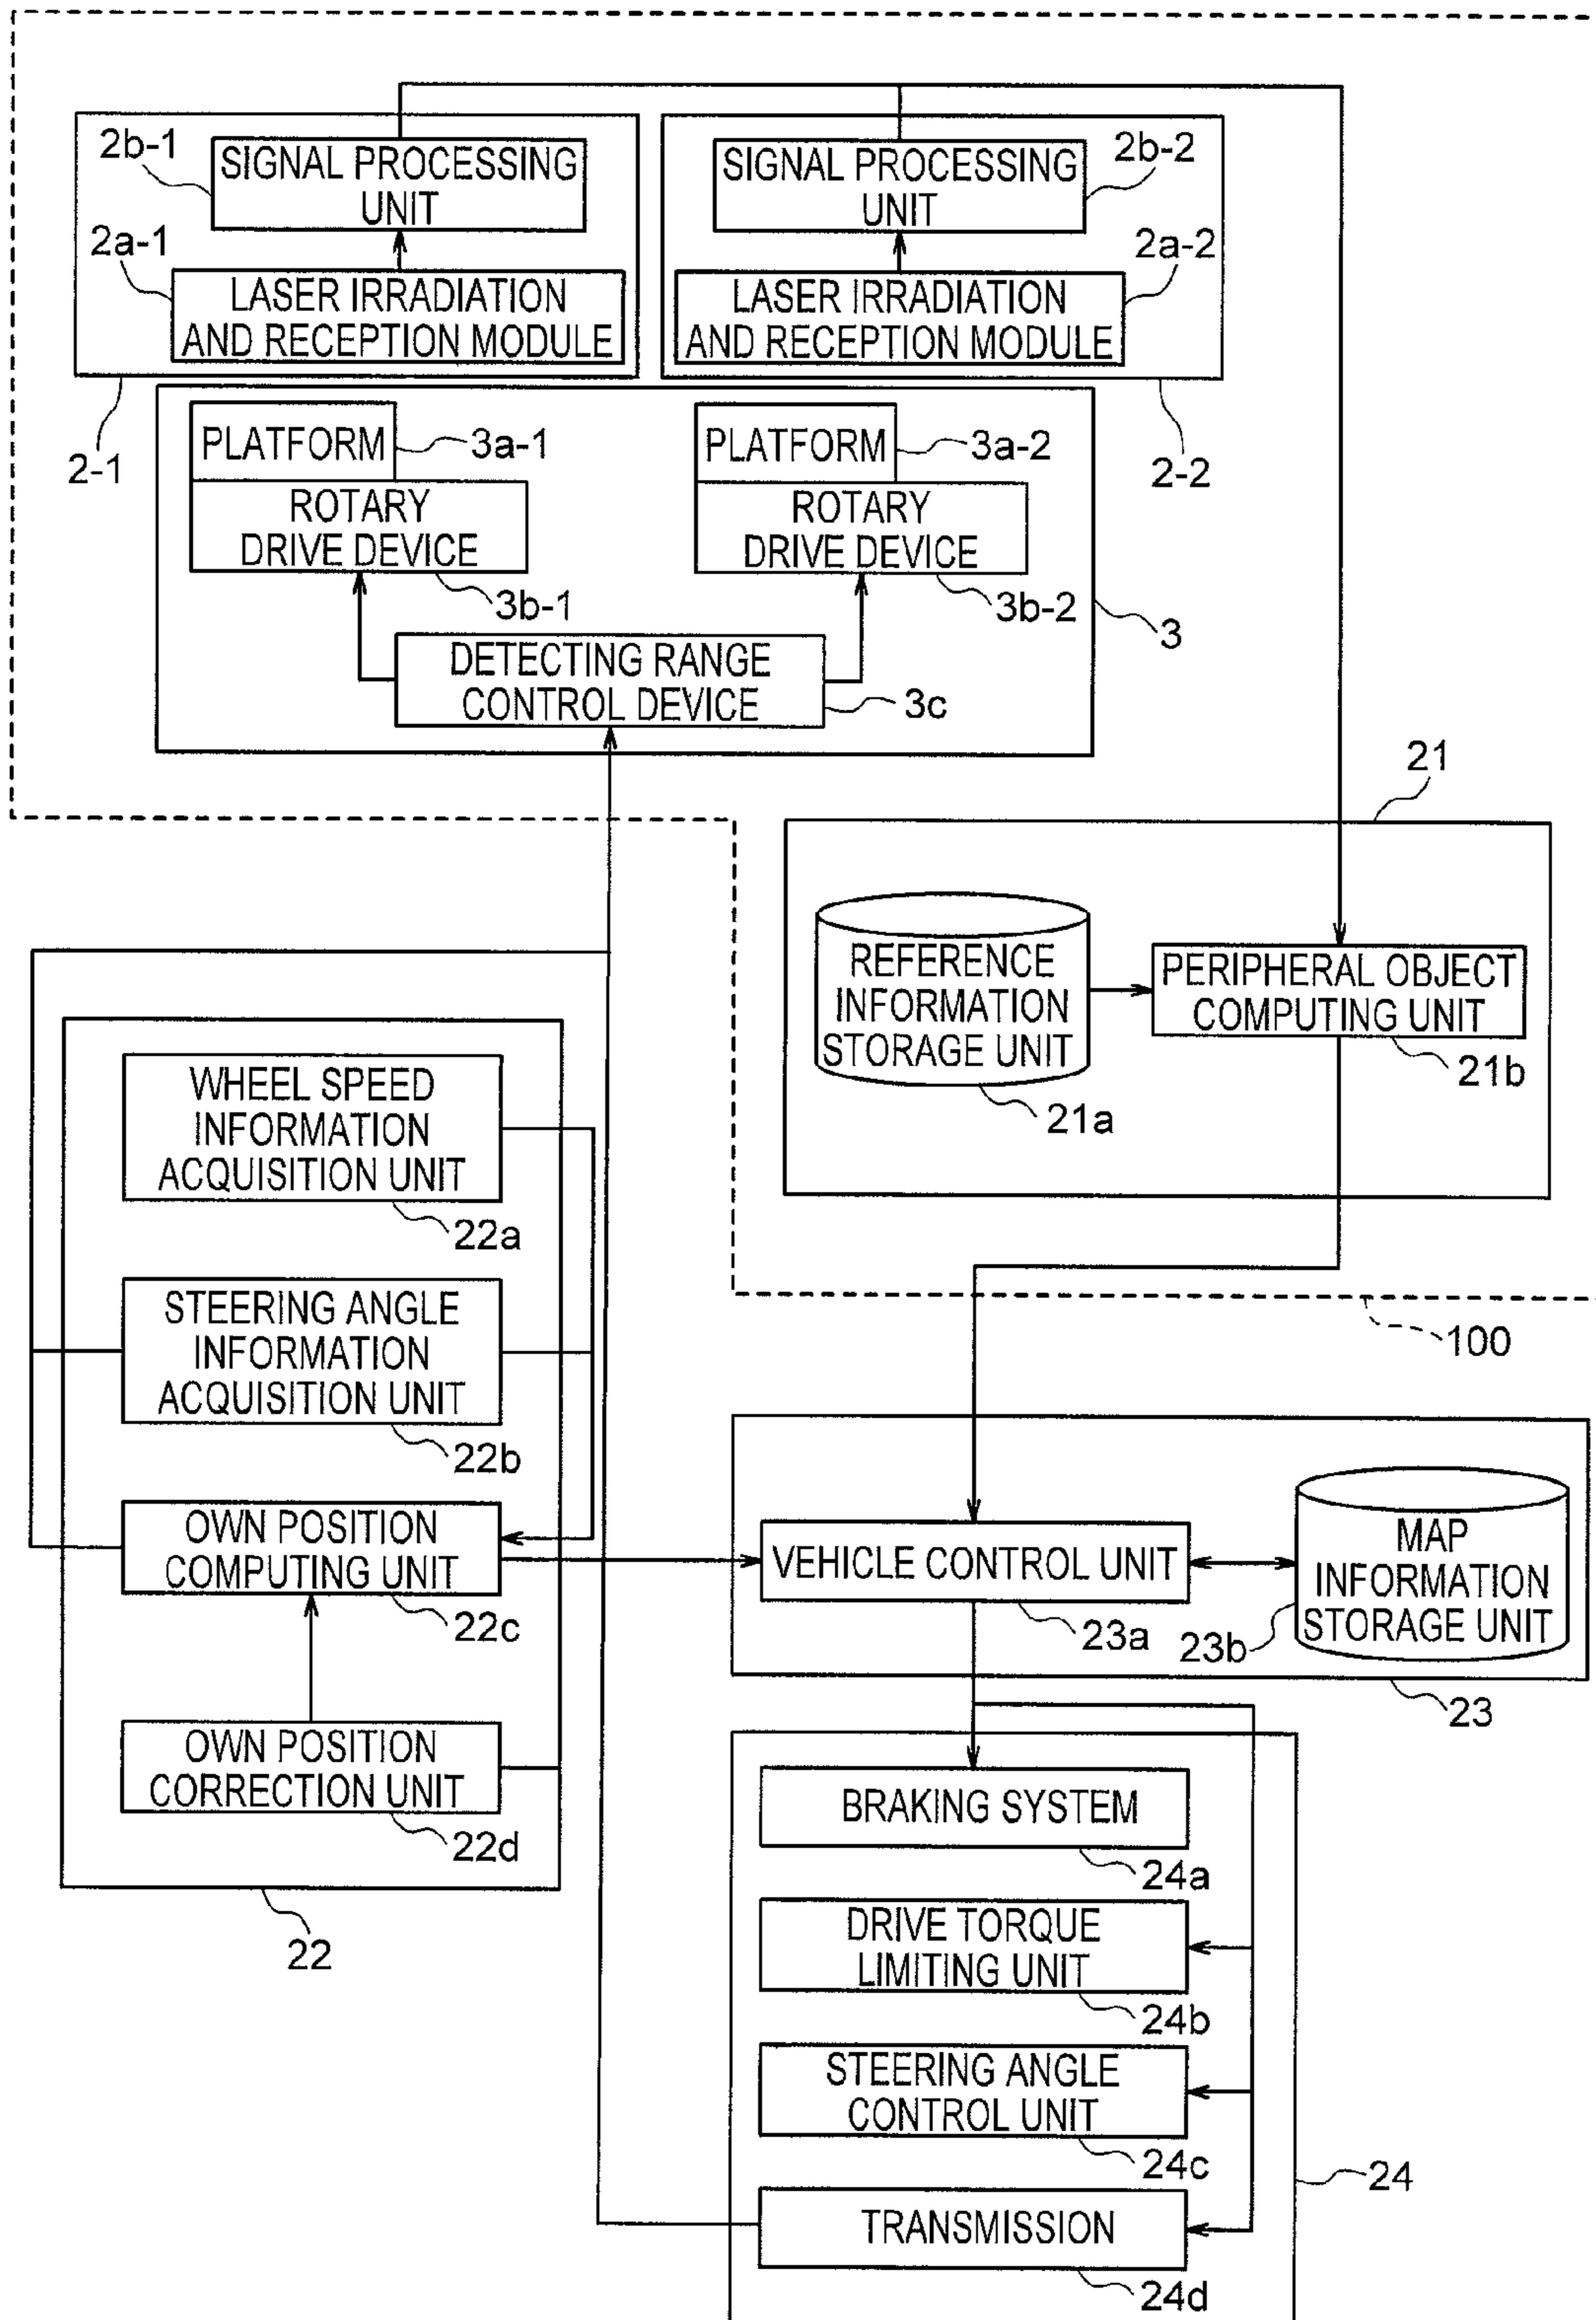 2b-1
SIGNAL PROCESSING
UNIT
2a-1
LASER IRRADIATION
AND RECEPTION MODULE
2-1
SIGNAL PROCESSING
UNIT
2b-2
2a-2
LASER IRRADIATION
AND RECEPTION MODULE
2-2
PLATFORM
3a-1
ROTARY
DRIVE DEVICE
3b-1
PLATFORM
3a-2
ROTARY
DRIVE DEVICE
3b-2
3
DETECTING RANGE
CONTROL DEVICE
3c
21
REFERENCE
INFORMATION
STORAGE UNIT
21a
PERIPHERAL OBJECT
COMPUTING UNIT
21b
100
WHEEL SPEED
INFORMATION
ACQUISITION UNIT
22a
STEERING ANGLE
INFORMATION
ACQUISITION UNIT
22b
OWN POSITION
COMPUTING UNIT
22c
OWN POSITION
CORRECTION UNIT
22d
22
VEHICLE CONTROL UNIT
23a
MAP
INFORMATION
STORAGE UNIT
23b
23
BRAKING SYSTEM
24a
DRIVE TORQUE
LIMITING UNIT
24b
STEERING ANGLE
CONTROL UNIT
24c
24
TRANSMISSION
24d